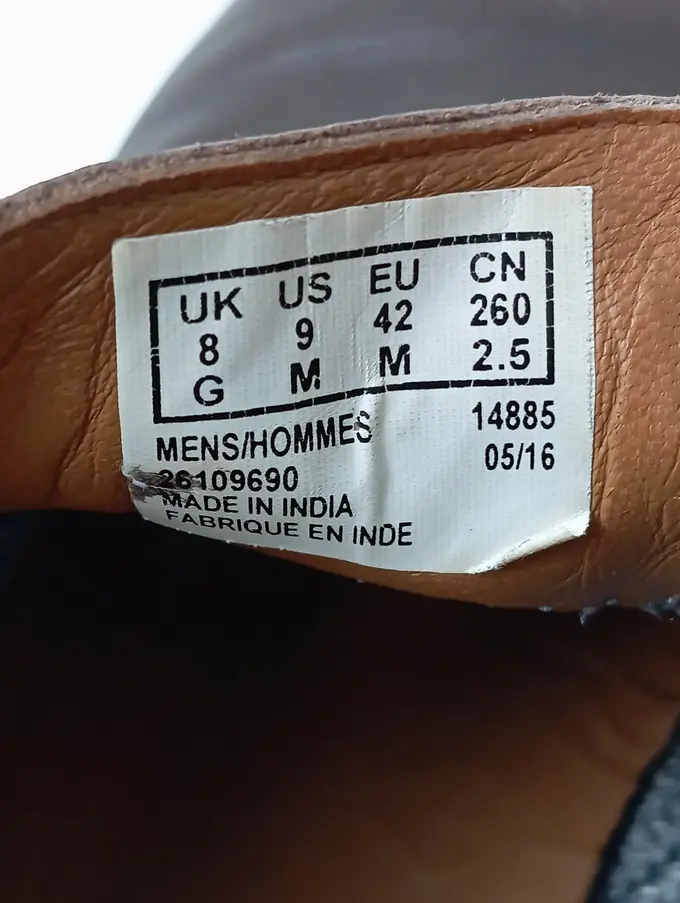 UK US EU CN
8 9 42 260
G M M 2.5
MENS/HOMMES 14885
26109690 05/16
MADE IN INDIA
FABRIQUE EN INDE